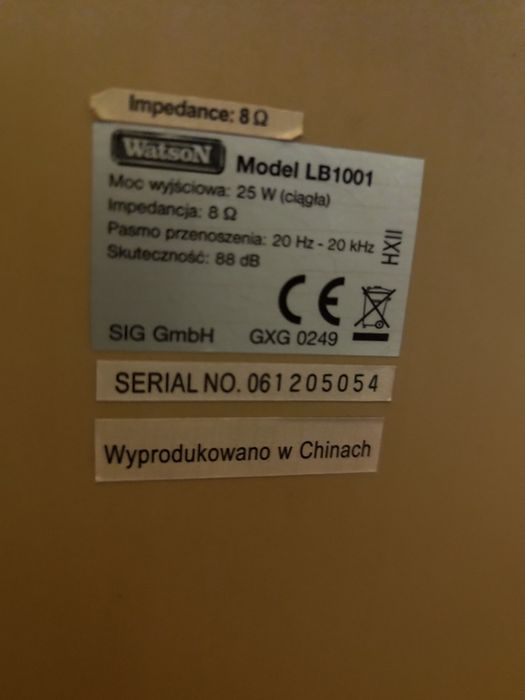 Impedance: 8 Ω
WatsoN Model LB1001
Moc wyjściowa: 25 W (ciągła)
Impedancja: 8 Ω
Pasmo przenoszenia: 20 Hz - 20 kHz
Skuteczność: 88 dB
HXII
CE
SIG GmbH GXG 0249
SERIAL NO. 061205054
Wyprodukowano w Chinach